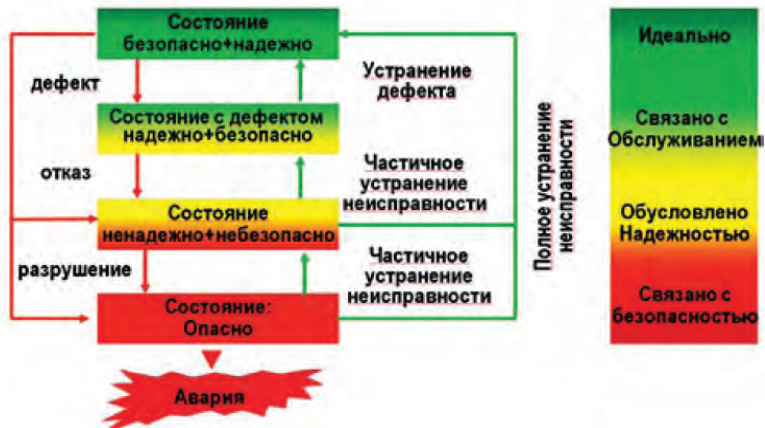 Состояние
безопасно+надежно
дефект
Устранение
дефекта
Состояние с дефектом
надежно+безопасно
отказ
Частичное
устранение
неисправности
Состояние
ненадежно+небезопасно
разрушение
Частичное
устранение
неисправности
Состояние:
Опасно
Авария
Полное устранение
неисправности
Идеально
Связано с
Обслуживанием
Обусловлено
Надежностью
Связано с
безопасностью